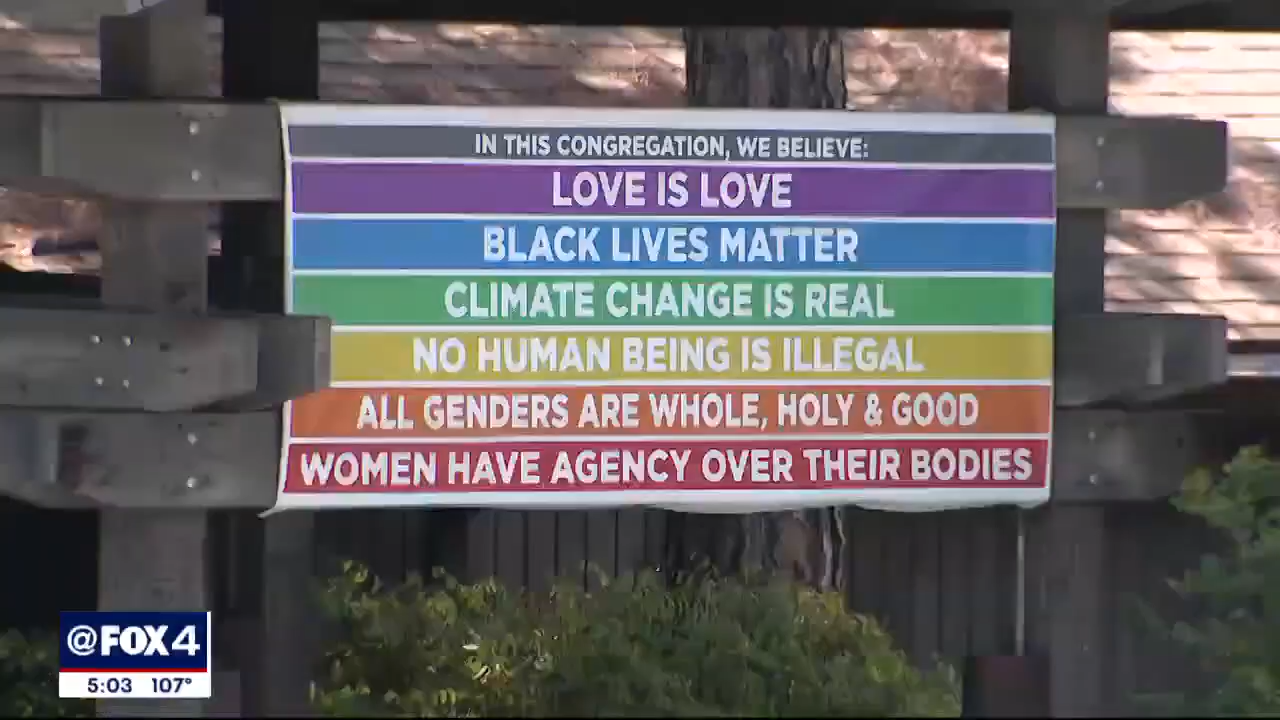 IN THIS CONGREGATION, WE BELIEVE:
LOVE IS LOVE
BLACK LIVES MATTER
CLIMATE CHANGE IS REAL
NO HUMAN BEING IS ILLEGAL
ALL GENDERS ARE WHOLE, HOLY & GOOD
WOMEN HAVE AGENCY OVER THEIR BODIES
@FOX 4
5:03 107°